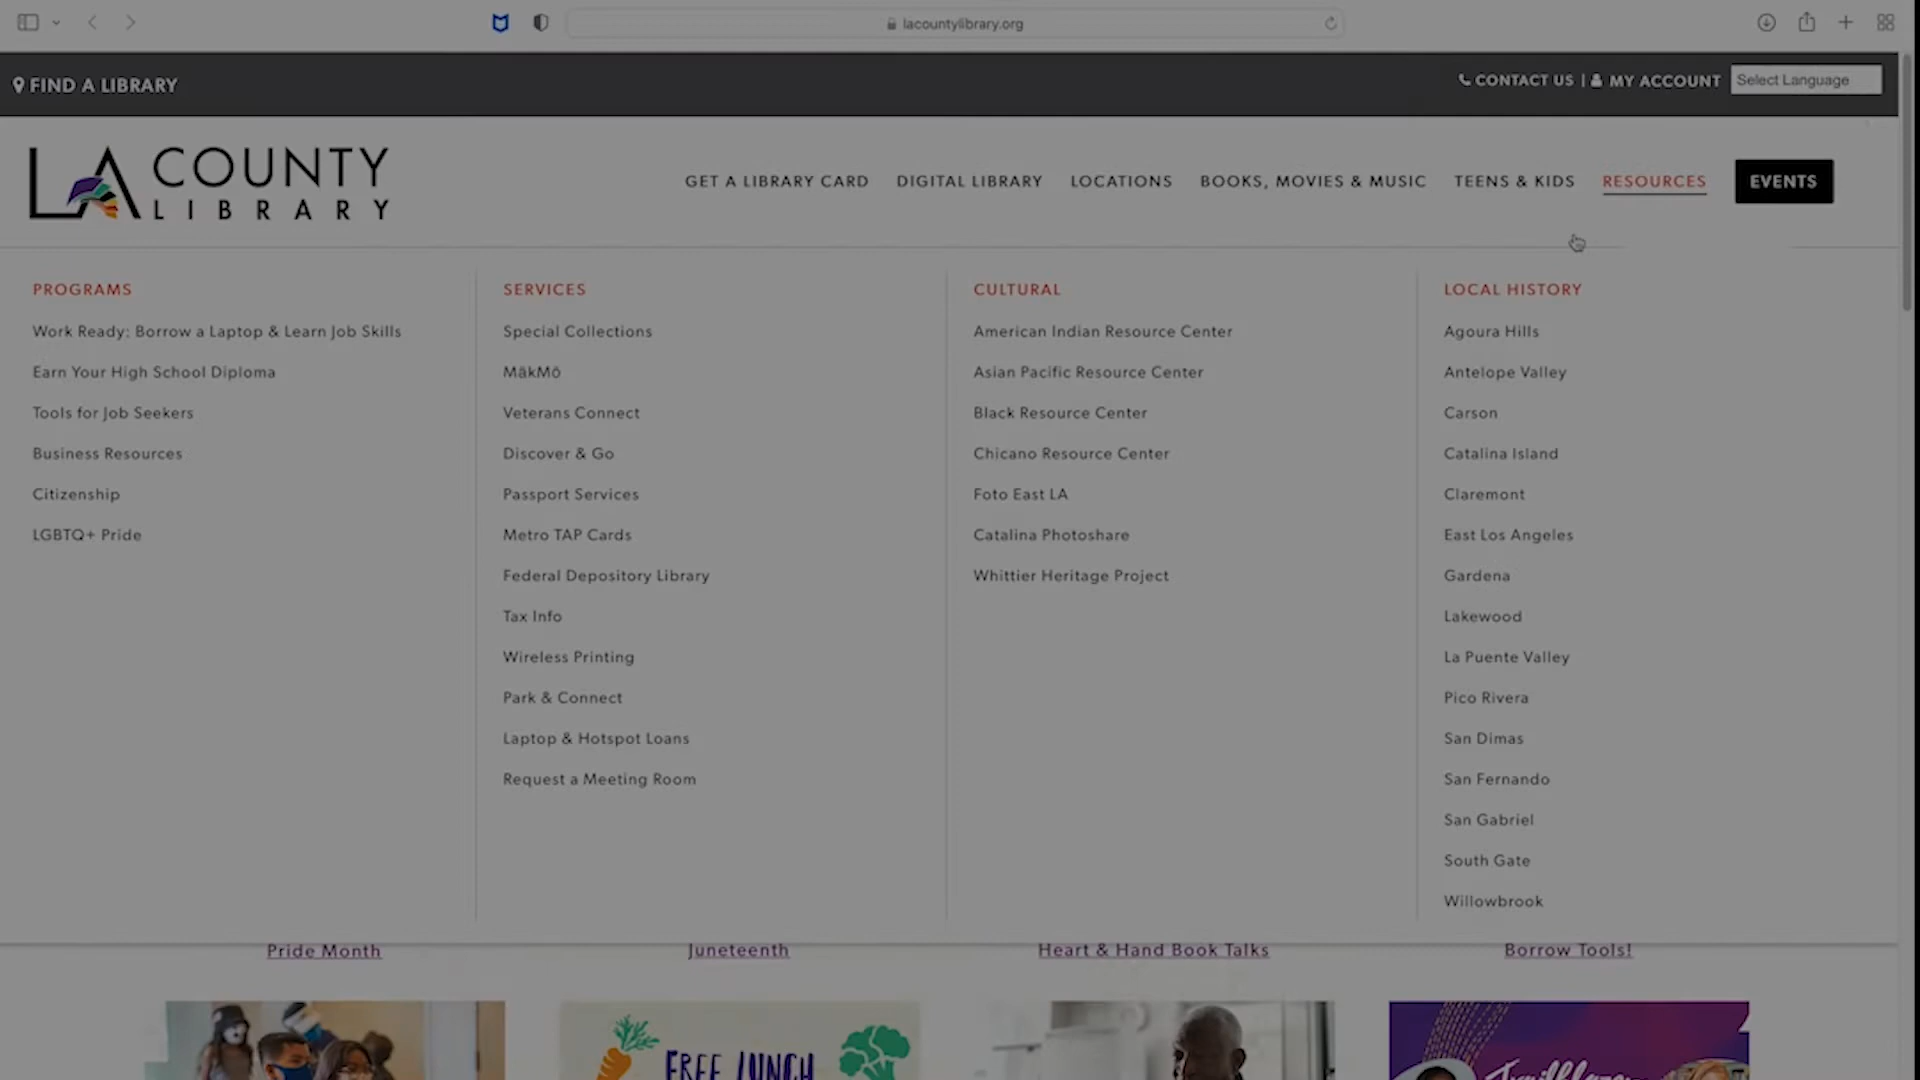 lacountylibrary.org
FIND A LIBRARY
CONTACT US | MY ACCOUNT
Select Language
LA COUNTY
LIBRARY
GET A LIBRARY CARD
DIGITAL LIBRARY
LOCATIONS
BOOKS, MOVIES & MUSIC
TEENS & KIDS
RESOURCES
EVENTS
PROGRAMS
Work Ready: Borrow a Laptop & Learn Job Skills
Earn Your High School Diploma
Tools for Job Seekers
Business Resources
Citizenship
LGBTQ+ Pride
SERVICES
Special Collections
MākMō
Veterans Connect
Discover & Go
Passport Services
Metro TAP Cards
Federal Depository Library
Tax Info
Wireless Printing
Park & Connect
Laptop & Hotspot Loans
Request a Meeting Room
CULTURAL
American Indian Resource Center
Asian Pacific Resource Center
Black Resource Center
Chicano Resource Center
Foto East LA
Catalina Photoshare
Whittier Heritage Project
LOCAL HISTORY
Agoura Hills
Antelope Valley
Carson
Catalina Island
Claremont
East Los Angeles
Gardena
Lakewood
La Puente Valley
Pico Rivera
San Dimas
San Fernando
San Gabriel
South Gate
Willowbrook
Pride Month
Juneteenth
Heart & Hand Book Talks
Borrow Tools!
FREE LUNCH